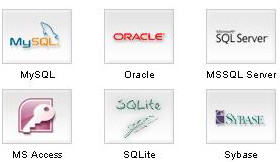 MySQL
ORACLE
Microsoft
SQL Server
MySQL
Oracle
MSSQL Server
SQLite
SYBASE
MS Access
SQLite
Sybase